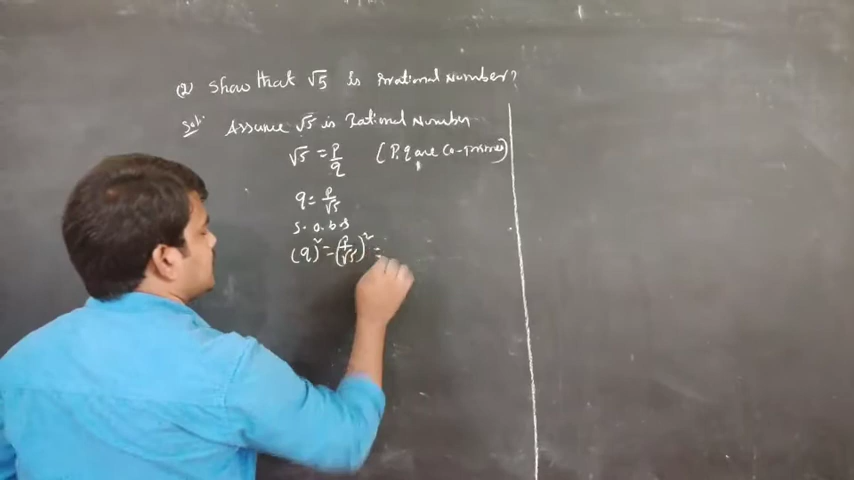 Q) Show that √5 is irrational Number?
Sol: Assume √5 is Rational Number
√5 = P/q (P, q are Co-primes)
q = P/√5
S.O.B.S
(q)² = (P/√5)² =